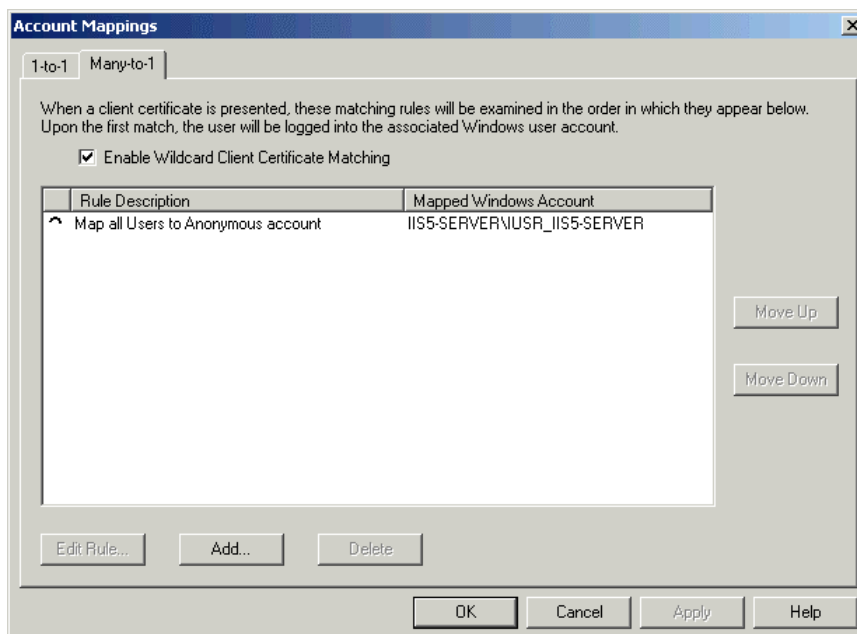 Account Mappings
1-to-1 Many-to-1
When a client certificate is presented, these matching rules will be examined in the order in which they appear below.
Upon the first match, the user will be logged into the associated Windows user account.
Enable Wildcard Client Certificate Matching
Rule Description Mapped Windows Account
Map all Users to Anonymous account IIS5-SERVER\IUSR_IIS5-SERVER
Move Up
Move Down
Edit Rule... Add... Delete
OK Cancel Apply Help